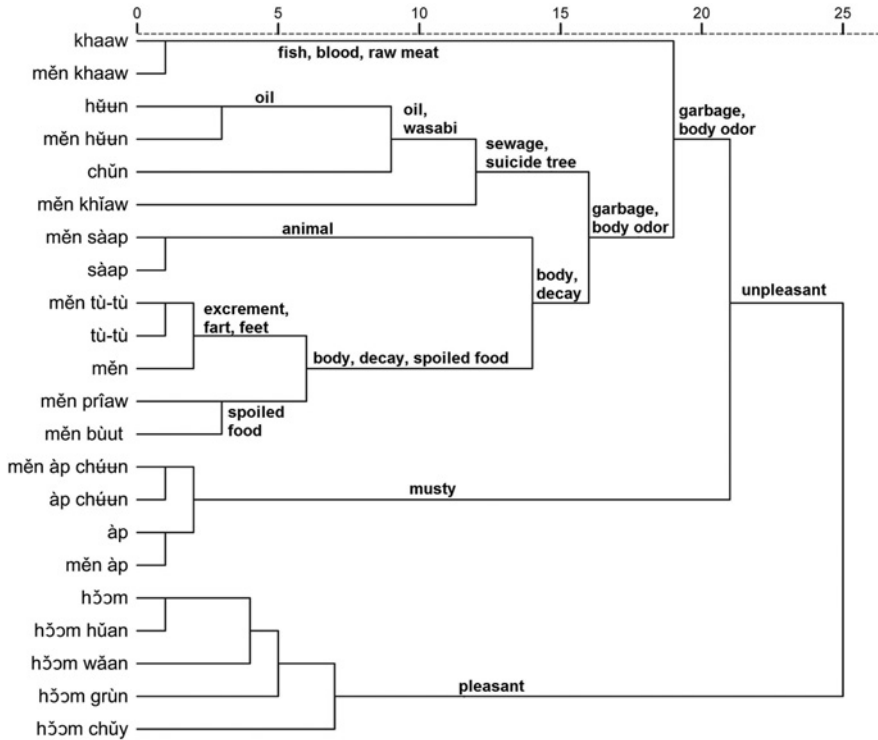 0 5 10 15 20 25
khaaw
fish, blood, raw meat
mĕn khaaw
hʉ̆ʉn
oil
mĕn hʉ̆ʉn
oil,
wasabi
garbage,
body odor
chŭn
sewage,
suicide tree
mĕn khĭaw
garbage,
body odor
mĕn sàap
animal
sàap
body,
decay
mĕn tù-tù
unpleasant
tù-tù
excrement,
fart, feet
mĕn
body, decay, spoiled food
mĕn prîaw
spoiled
food
mĕn bùut
mĕn àp chʉ́ʉn
musty
àp chʉ́ʉn
àp
mĕn àp
hɔ̆ɔm
hɔ̆ɔm hŭan
hɔ̆ɔm wăan
hɔ̆ɔm grùn
pleasant
hɔ̆ɔm chŭy